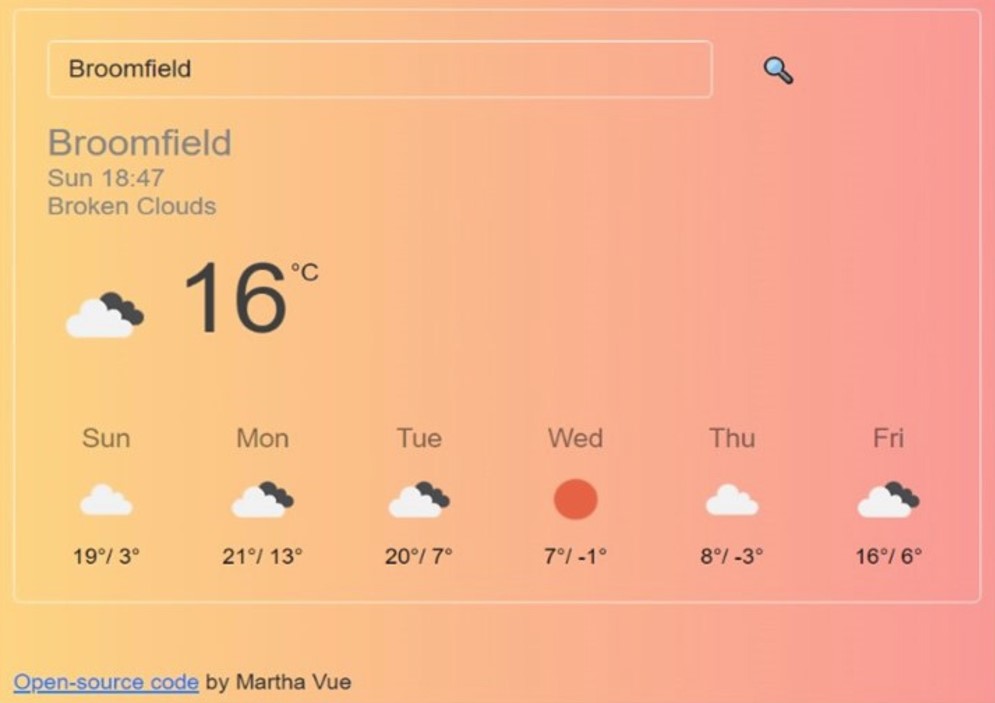 Broomfield
Broomfield
Sun 18:47
Broken Clouds
16°C
Sun Mon Tue Wed Thu Fri
19°/ 3° 21°/ 13° 20°/ 7° 7°/ -1° 8°/ -3° 16°/ 6°
Open-source code by Martha Vue